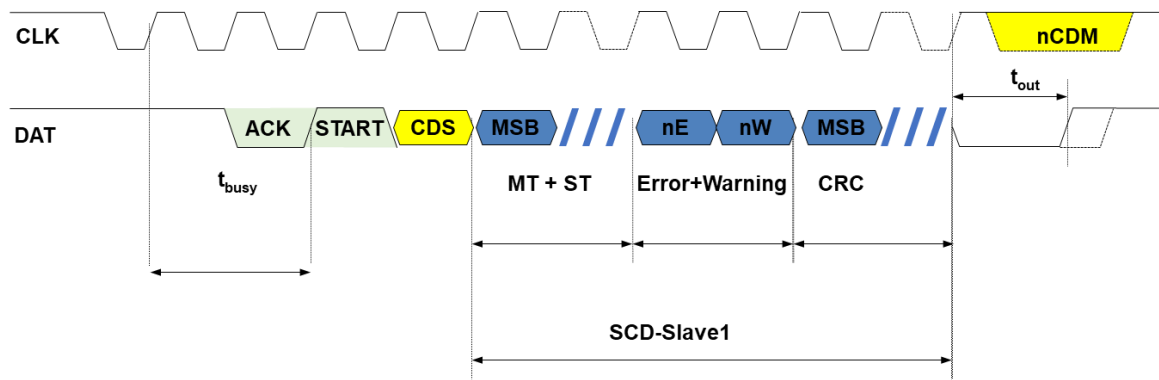 CLK
nCDM
t_out
DAT
ACK START CDS MSB nE nW MSB
t_busy
MT + ST Error+Warning CRC
SCD-Slave1